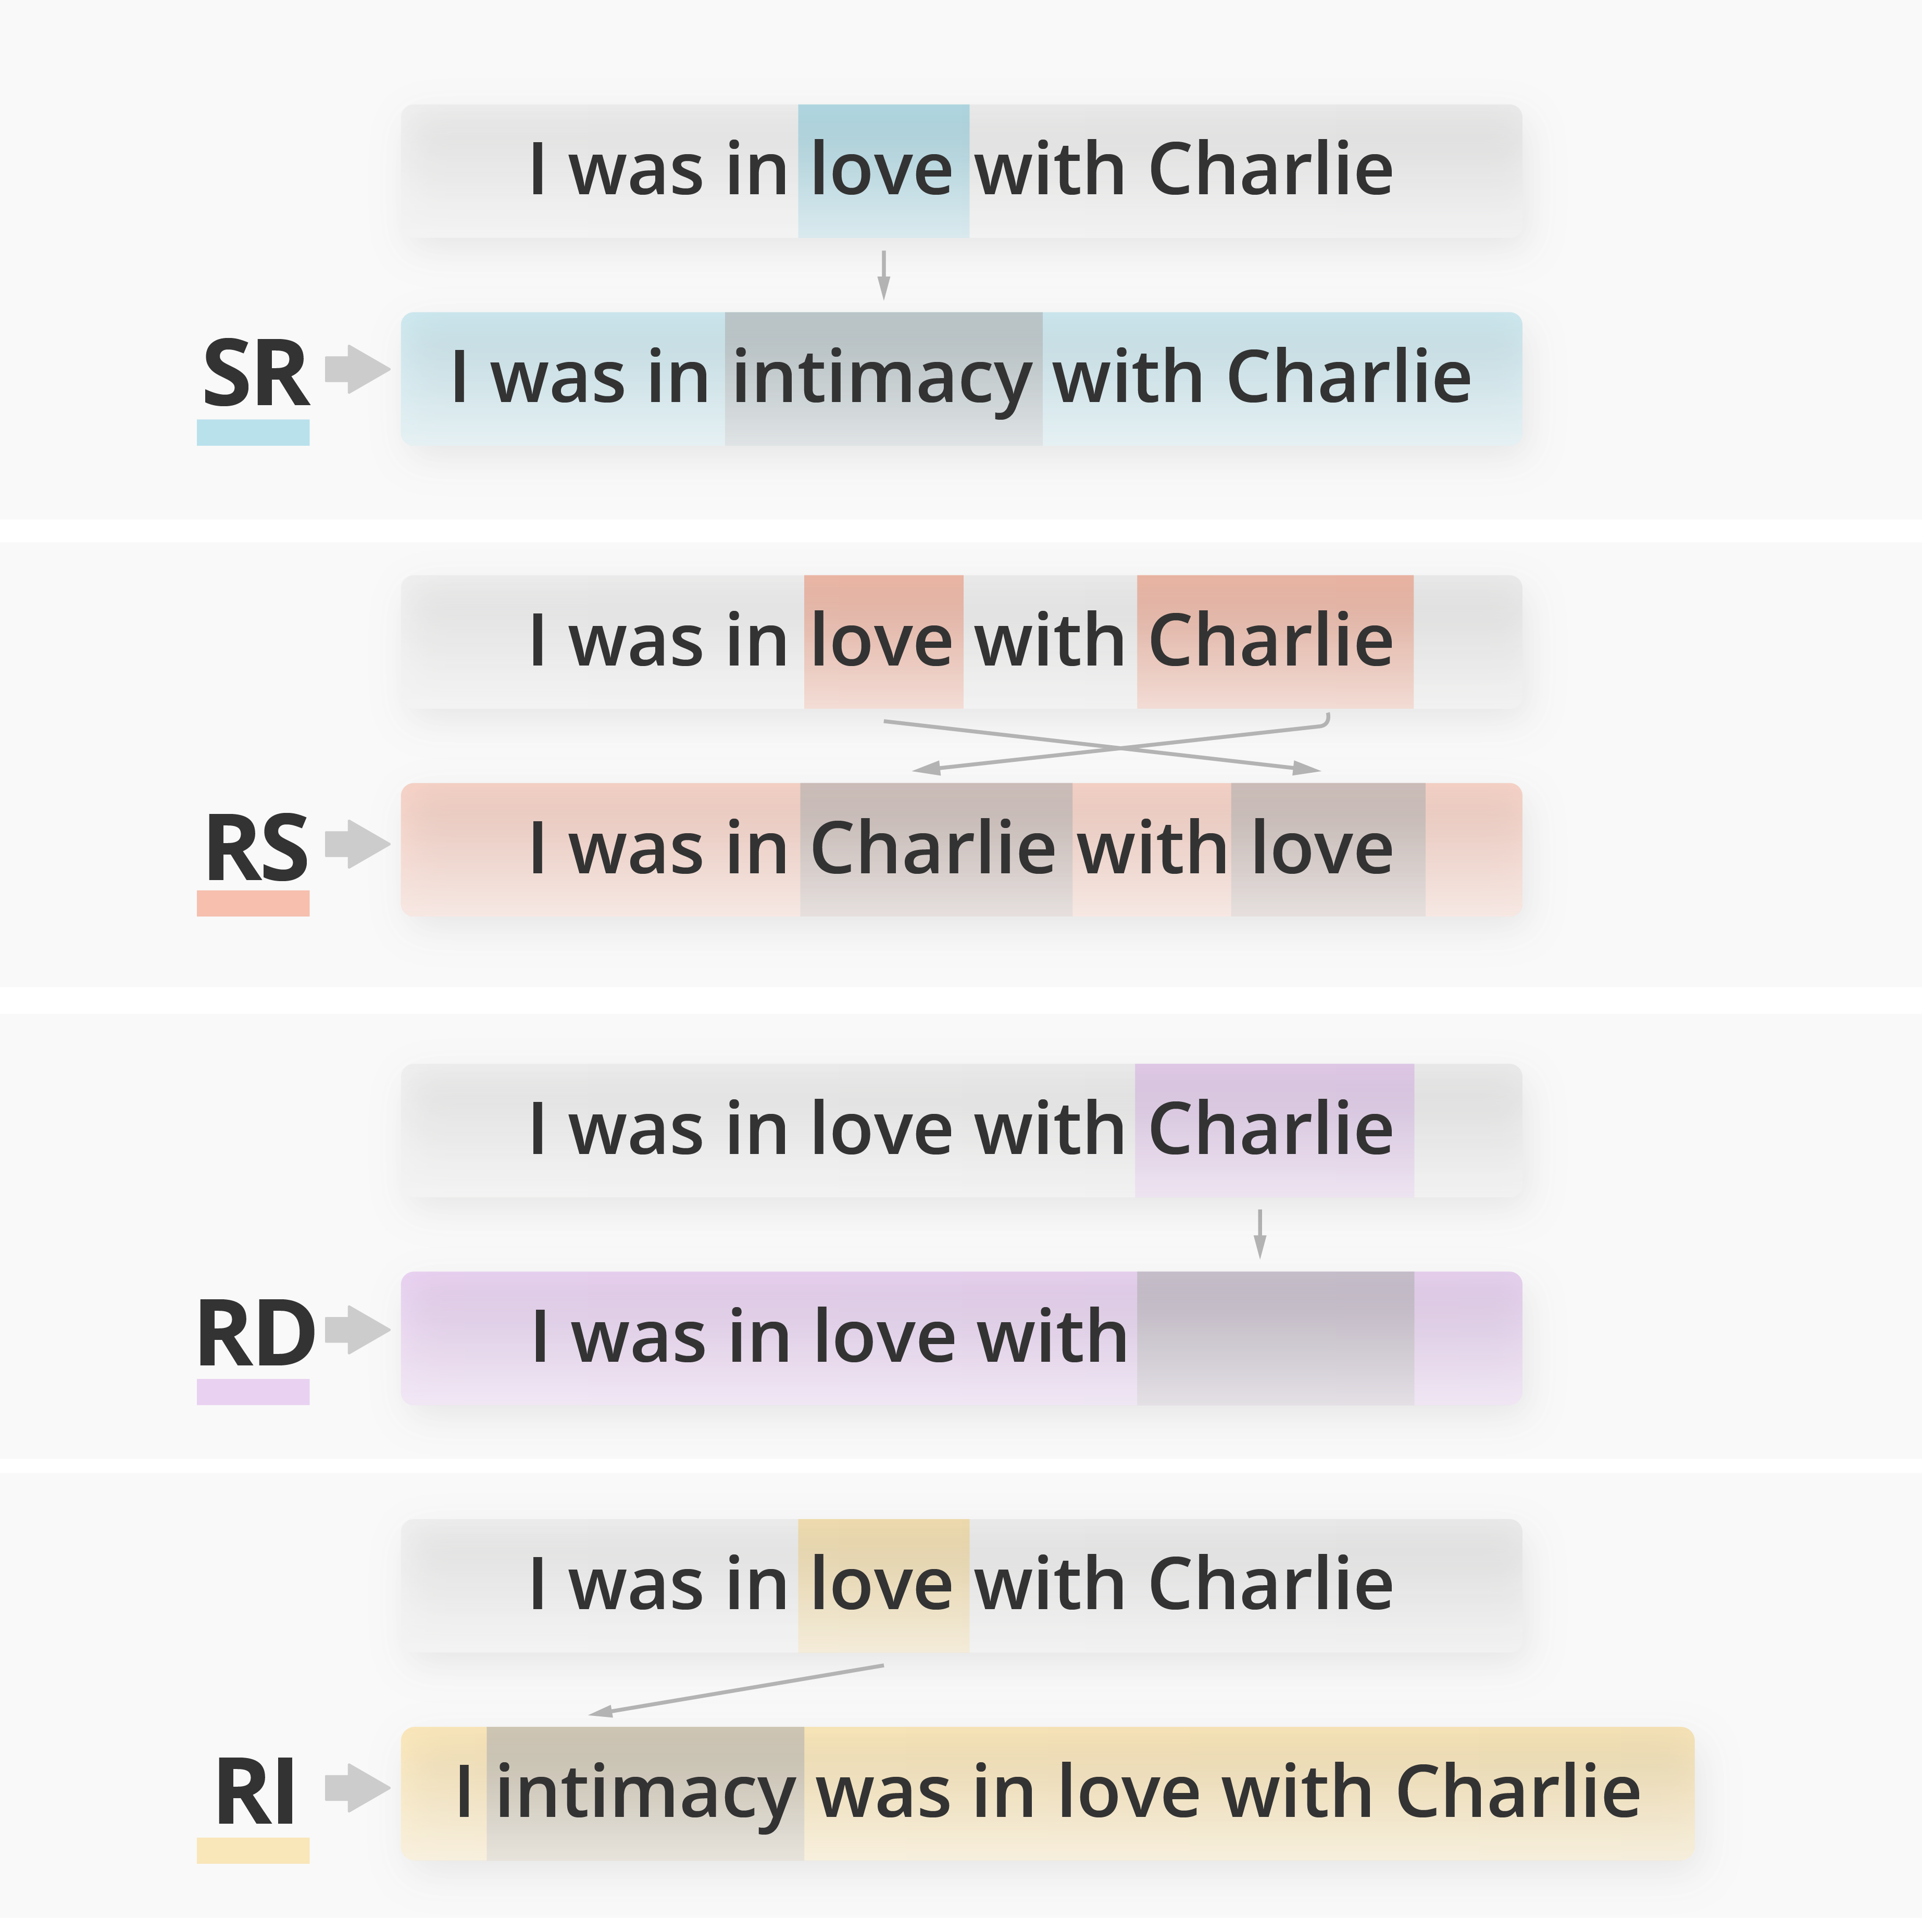 I was in love with Charlie
SR I was in intimacy with Charlie
I was in love with Charlie
RS I was in Charlie with love
I was in love with Charlie
RD I was in love with
I was in love with Charlie
RI I intimacy was in love with Charlie